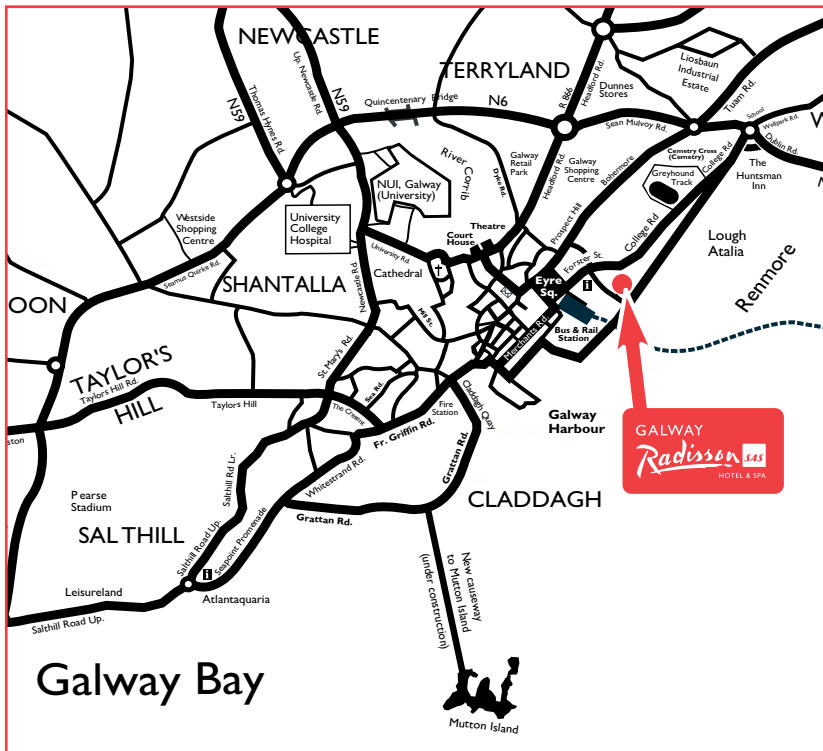 NEWCASTLE
TERRYLAND
Up. Newcastle Rd.
N59
Thomas Hynes Rd.
N59
Quincentenary Bridge
N6
R 866
Headford Rd.
Dunnes
Stores
Liosbaun
Industrial
Estate
Tuam Rd.
Sean Mulvoy Rd.
School
Wellpark Rd.
Dublin Rd.
W
N
Cemetry Cross
(Cemetry)
College Rd
Greyhound
Track
The
Huntsman
Inn
River Corrib
Dyke Rd.
Galway
Retail
Park
Headford Rd.
Galway
Shopping
Centre
Bohermore
Prospect Hill
NUI, Galway
(University)
University
College
Hospital
Westside
Shopping
Centre
Seamus Quirke Rd.
Court
House
Theatre
University Rd.
Cathedral
Newcastle Rd.
Forster St.
College Rd
Lough
Atalia
Renmore
SHANTALLA
OON
Mill St.
Eyre
Sq.
i
Merchants Rd.
Bus & Rail
Station
St Mary's Rd.
TAYLOR'S
HILL
Taylors Hill Rd.
Taylors Hill
Sea Rd.
The Cresent
Fire
Station
Claddagh Quay
Fr. Griffin Rd.
Galway
Harbour
GALWAY
Radisson SAS
HOTEL & SPA
ston
Whitestrand Rd.
Grattan Rd.
Grattan Rd.
CLADDAGH
Pearse
Stadium
SALTHILL
Salthill Rd Lr.
Salthill Road Up.
Seapoint Promenade
i
Atlantaquaria
Leisureland
Salthill Road Up.
New causeway
to Mutton Island
(under construction)
Galway Bay
Mutton Island